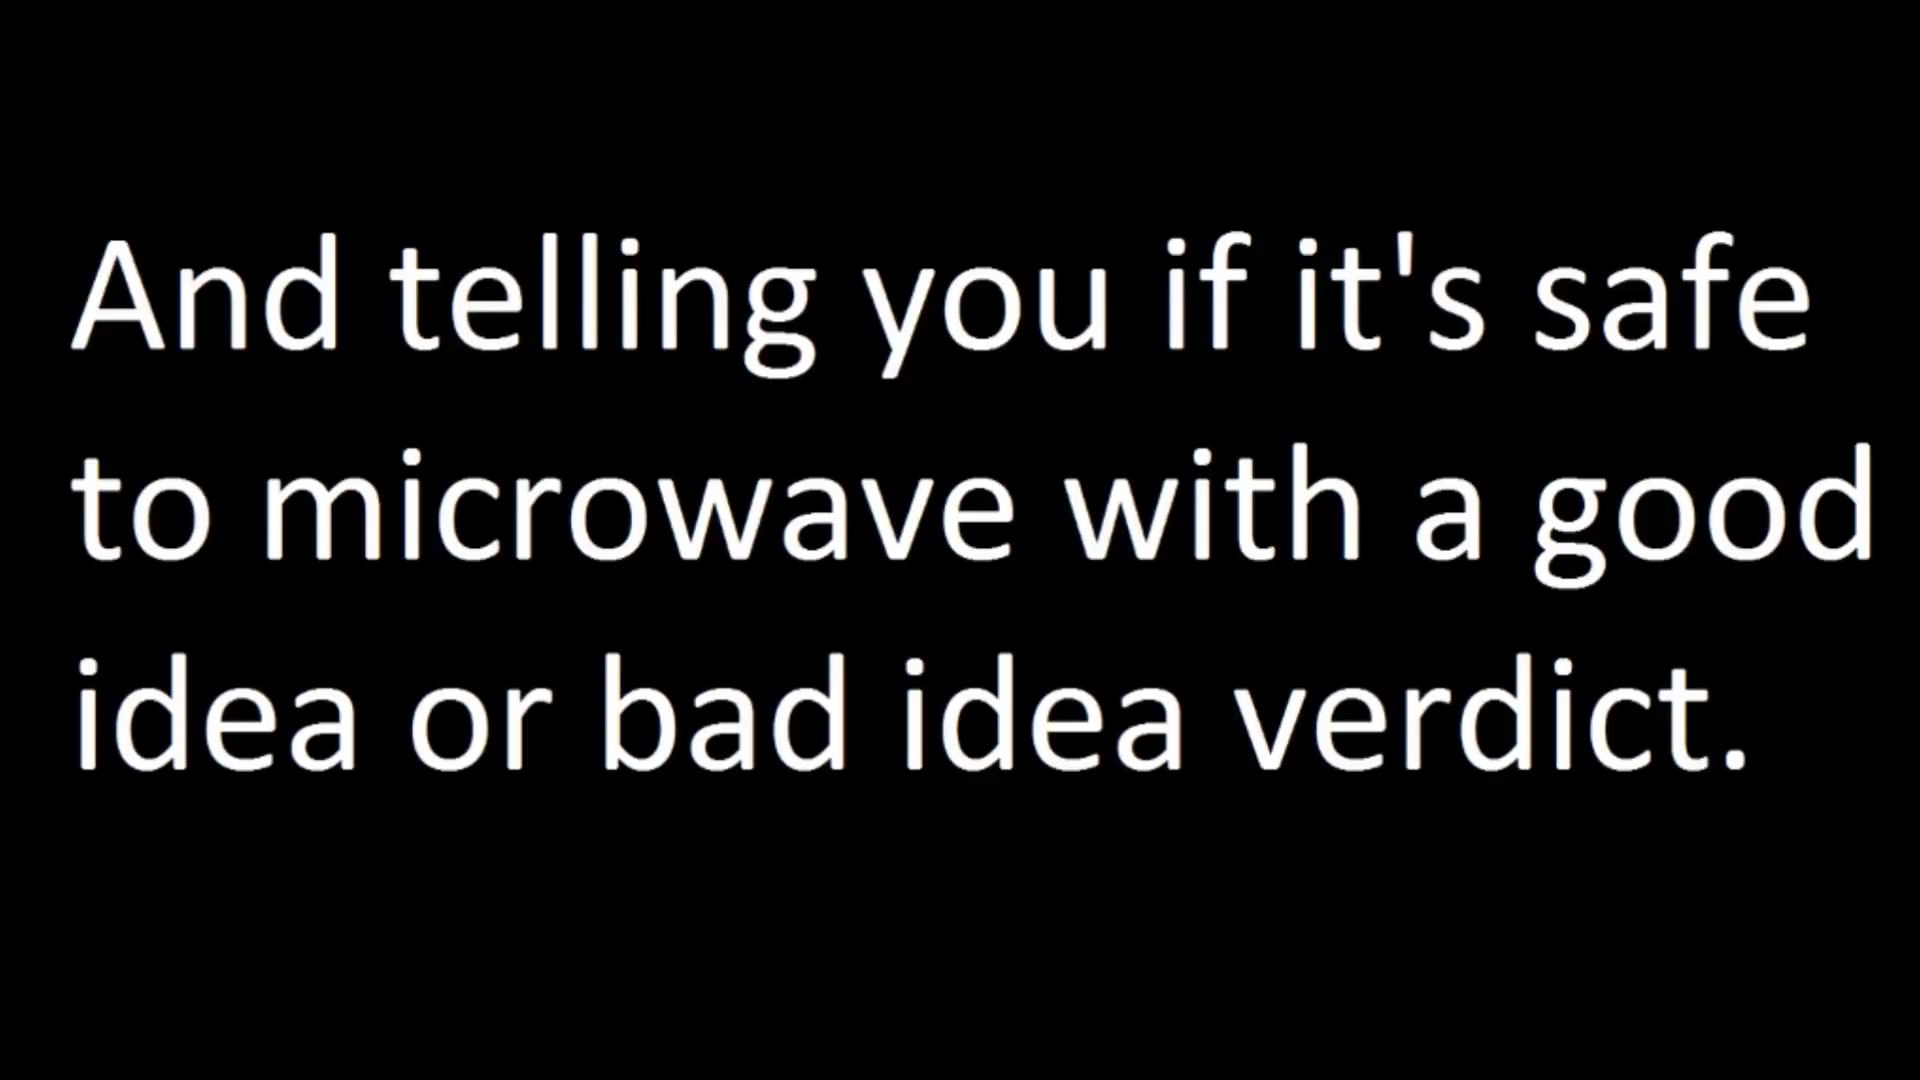 And telling you if it's safe
to microwave with a good
idea or bad idea verdict.